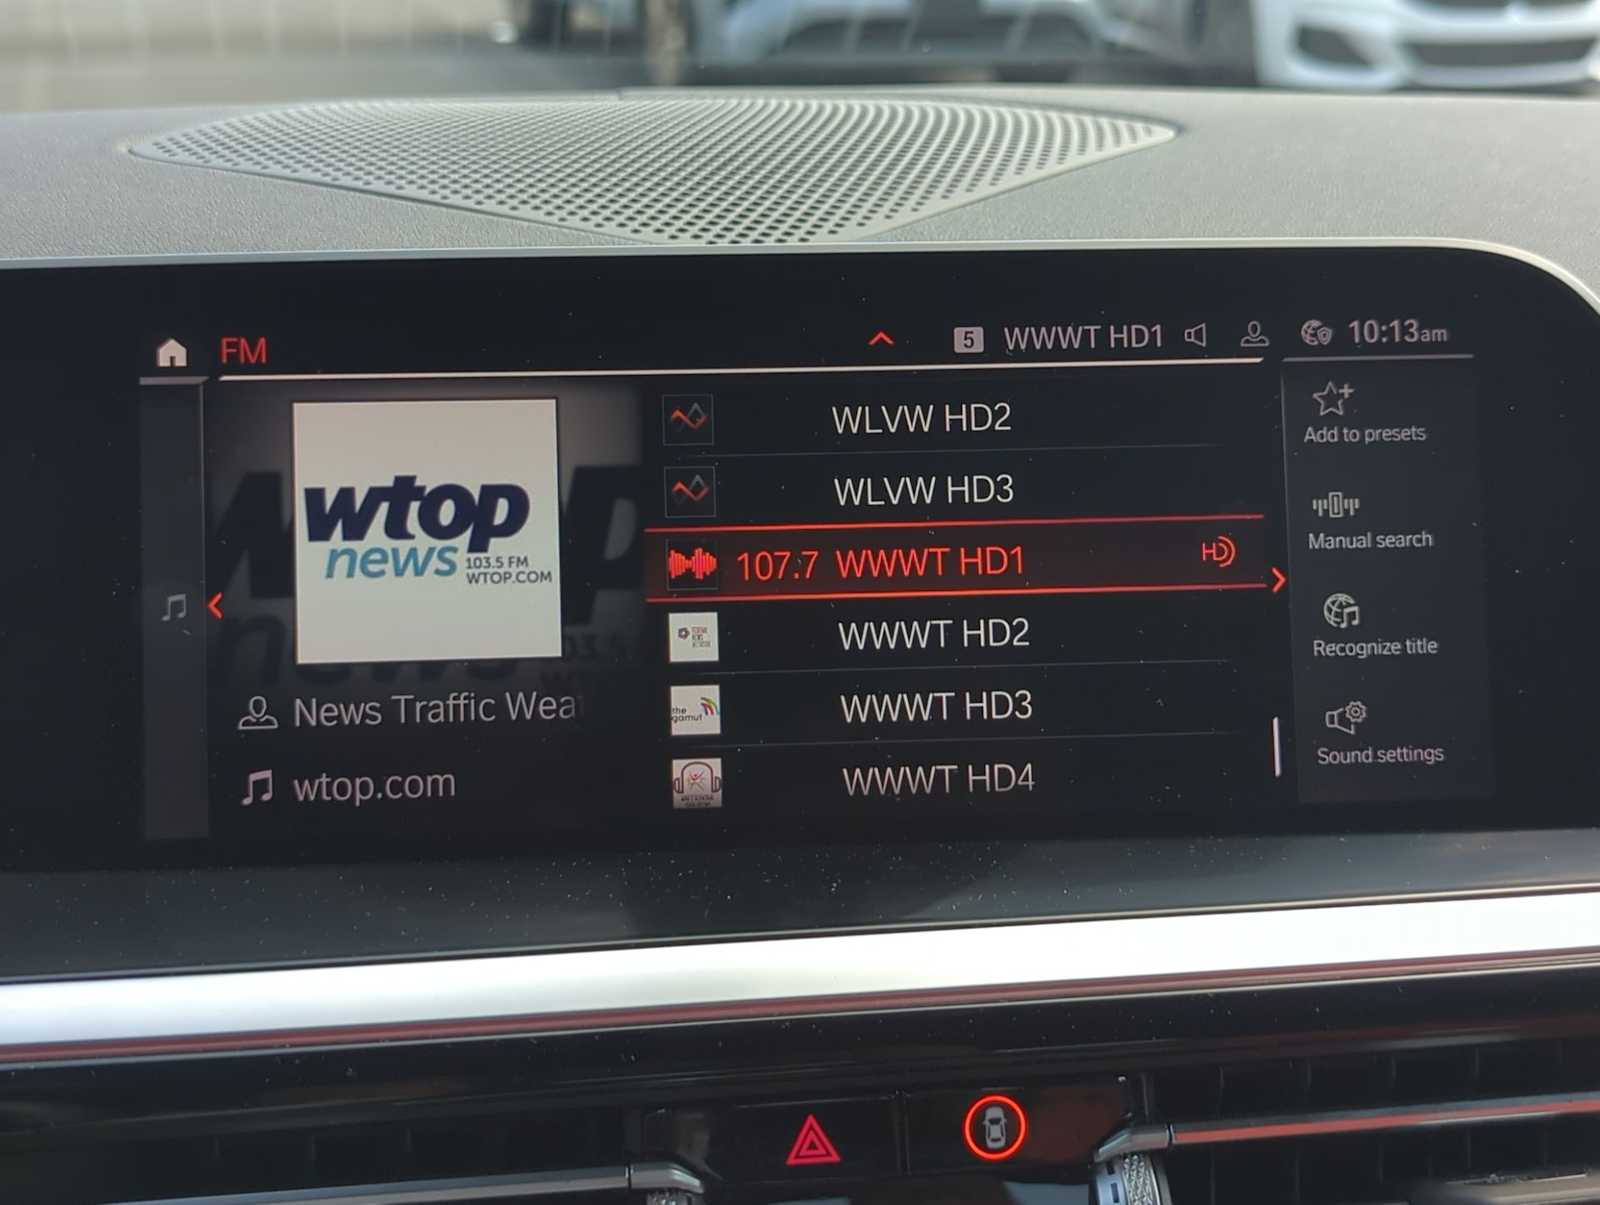 FM
5 WWWT HD1 10:13am
wtop
news 103.5 FM
WTOP.COM
News Traffic Wea
wtop.com
WLVW HD2
WLVW HD3
107.7 WWWT HD1 HD
WWWT HD2
the
gamut
WWWT HD3
WWWT HD4
Add to presets
Manual search
Recognize title
Sound settings